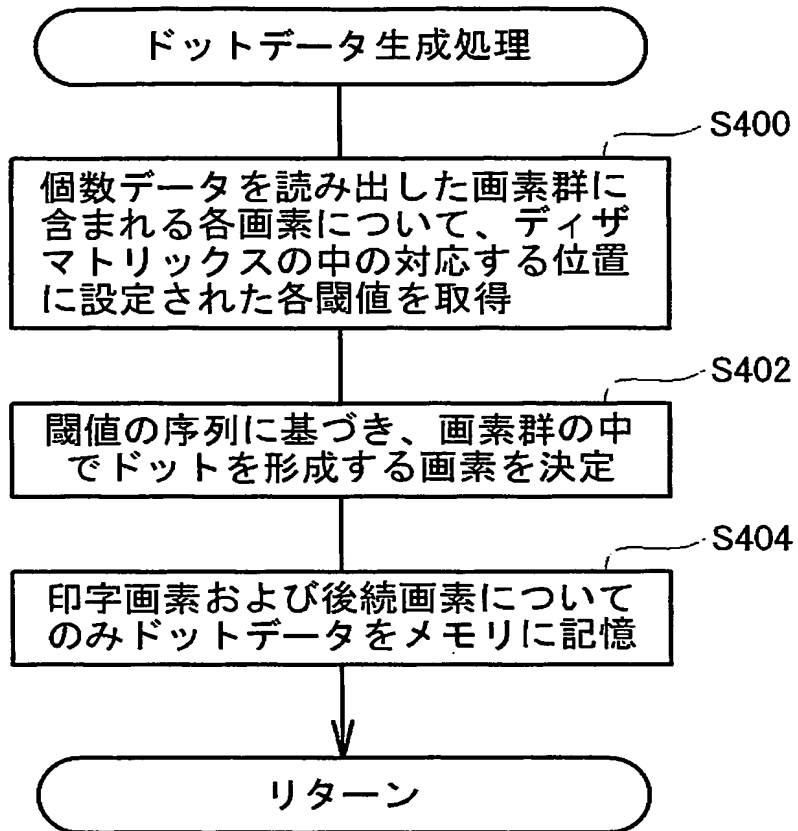 ドットデータ生成処理
S400
個数データを読み出した画素群に
含まれる各画素について、ディザ
マトリックスの中の対応する位置
に設定された各閾値を取得
S402
閾値の序列に基づき、画素群の中
でドットを形成する画素を決定
S404
印字画素および後続画素について
のみドットデータをメモリに記憶
リターン